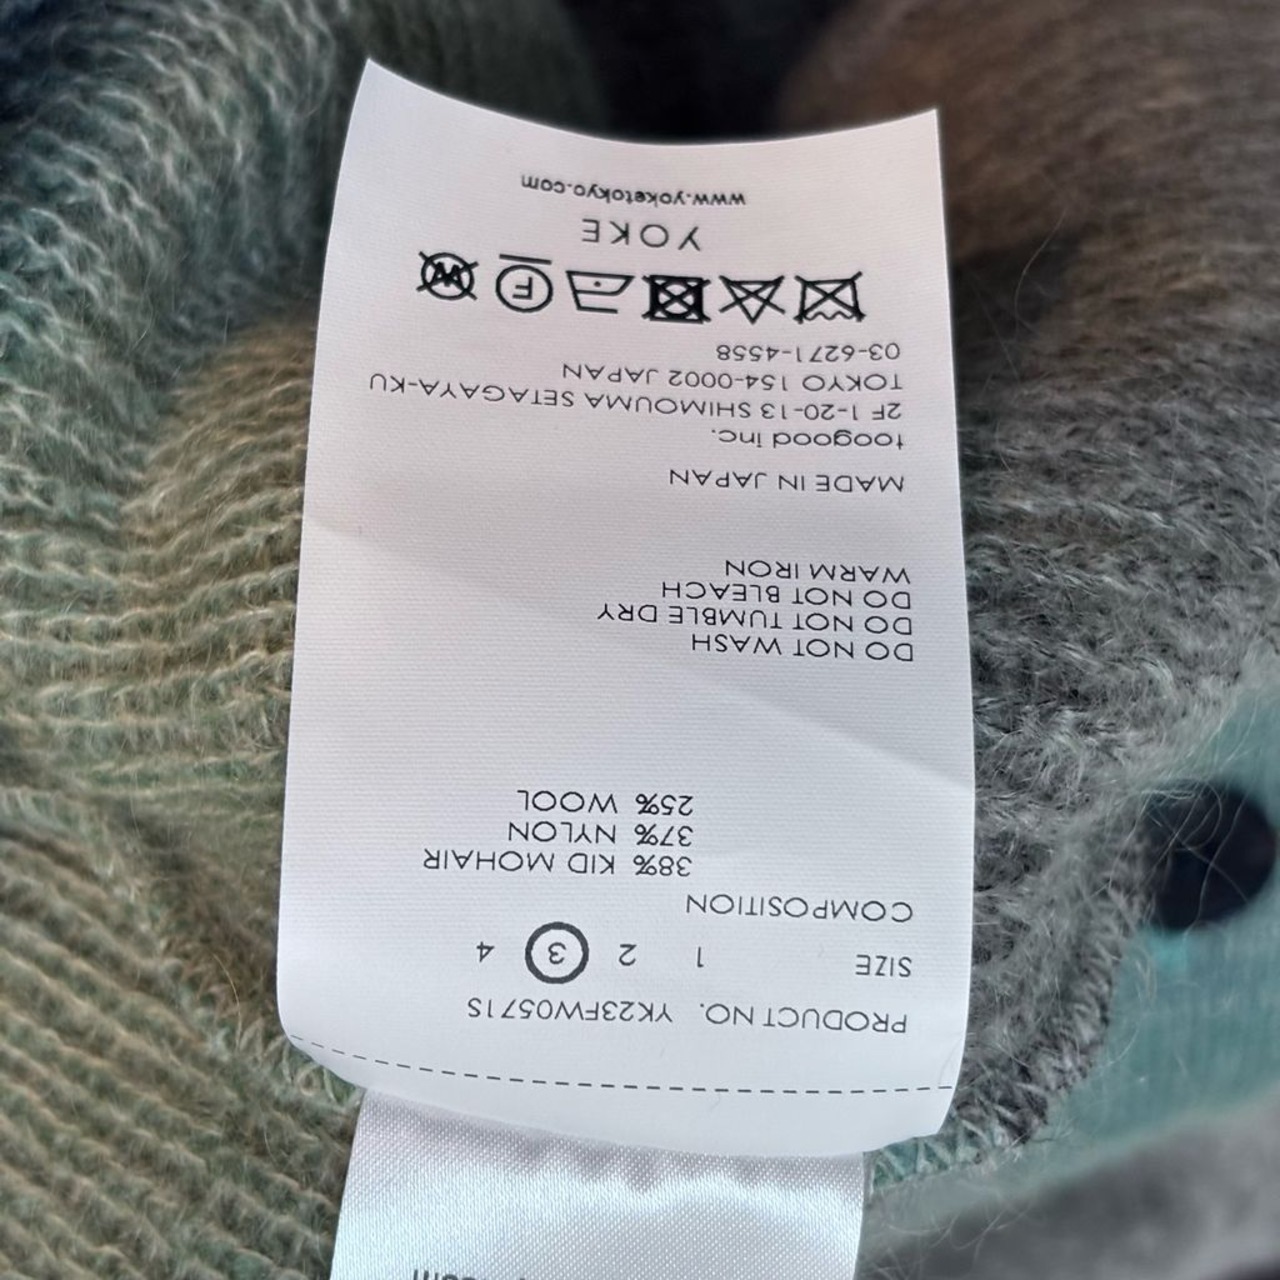 PRODUCT NO. YK23FW0571S
SIZE 1 2 3 4
COMPOSITION
38% KID MOHAIR
37% NYLON
25% WOOL
DO NOT WASH
DO NOT TUMBLE DRY
DO NOT BLEACH
WARM IRON
MADE IN JAPAN
toogood inc.
2F 1-20-13 SHIMOUMA SETAGAYA-KU
TOKYO 154-0002 JAPAN
03-6271-4558
F W
YOKE
www.yoketokyo.com